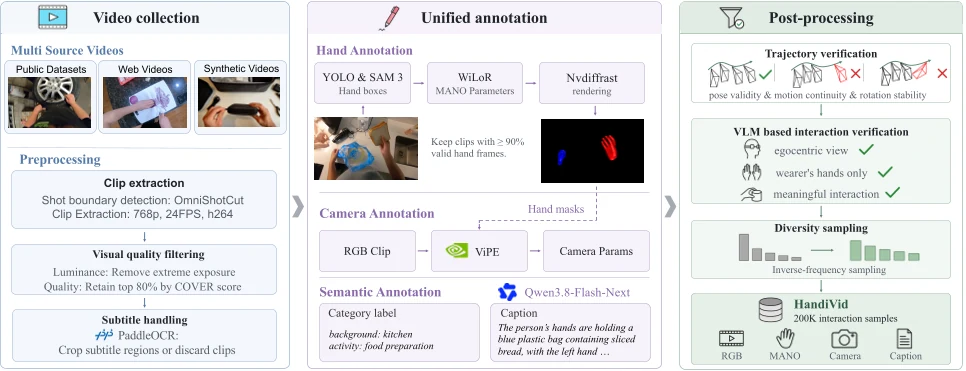 Video collection
Multi Source Videos
Public Datasets
Web Videos
Synthetic Videos
Preprocessing
Clip extraction
Shot boundary detection: OmniShotCut
Clip Extraction: 768p, 24FPS, h264
Visual quality filtering
Luminance: Remove extreme exposure
Quality: Retain top 80% by COVER score
Subtitle handling
PaddleOCR:
Crop subtitle regions or discard clips
Unified annotation
Hand Annotation
YOLO & SAM 3
Hand boxes
WiLoR
MANO Parameters
Nvdiffrast
rendering
Keep clips with ≥ 90%
valid hand frames.
Hand masks
Camera Annotation
RGB Clip
ViPE
Camera Params
Semantic Annotation
Qwen3.8-Flash-Next
Category label
background: kitchen
activity: food preparation
Caption
The person's hands are holding a
blue plastic bag containing sliced
bread, with the left hand …
Post-processing
Trajectory verification
pose validity & motion continuity & rotation stability
VLM based interaction verification
egocentric view
wearer's hands only
meaningful interaction
Diversity sampling
Inverse-frequency sampling
HandiVid
200K interaction samples
RGB
MANO
Camera
Caption